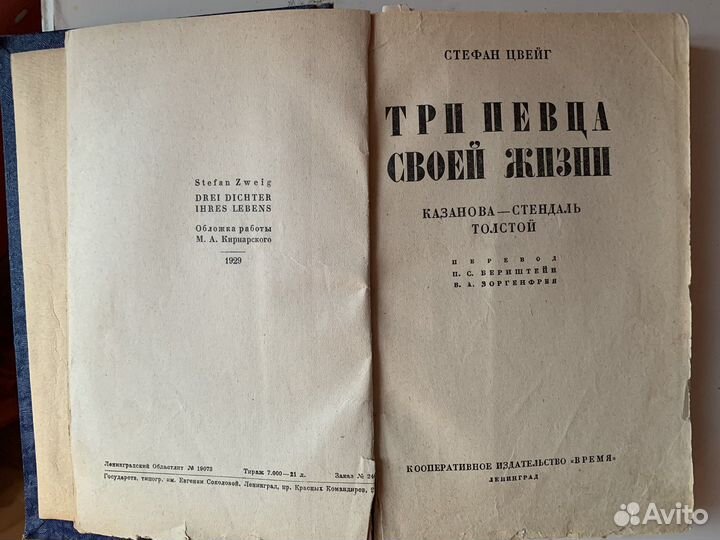 Stefan Zweig
DREI DICHTER
IHRES LEBENS
Обложка работы
М. А. Кирнарского
1929
Ленинградский Областлит № 19073 Тираж 7.000—21 л. Заказ №
Государств. типогр. им. Евгении Соколовой. Ленинград, пр. Красных Командиров,
СТЕФАН ЦВЕЙГ
ТРИ ПЕВЦА
СВОЕЙ ЖИЗНИ
КАЗАНОВА—СТЕНДАЛЬ
ТОЛСТОЙ
ПЕРЕВОД
П. С. БЕРНШТЕЙН
В. А. ЗОРГЕНФРЕЯ
КООПЕРАТИВНОЕ ИЗДАТЕЛЬСТВО «ВРЕМЯ»
ЛЕНИНГРАД
Avito